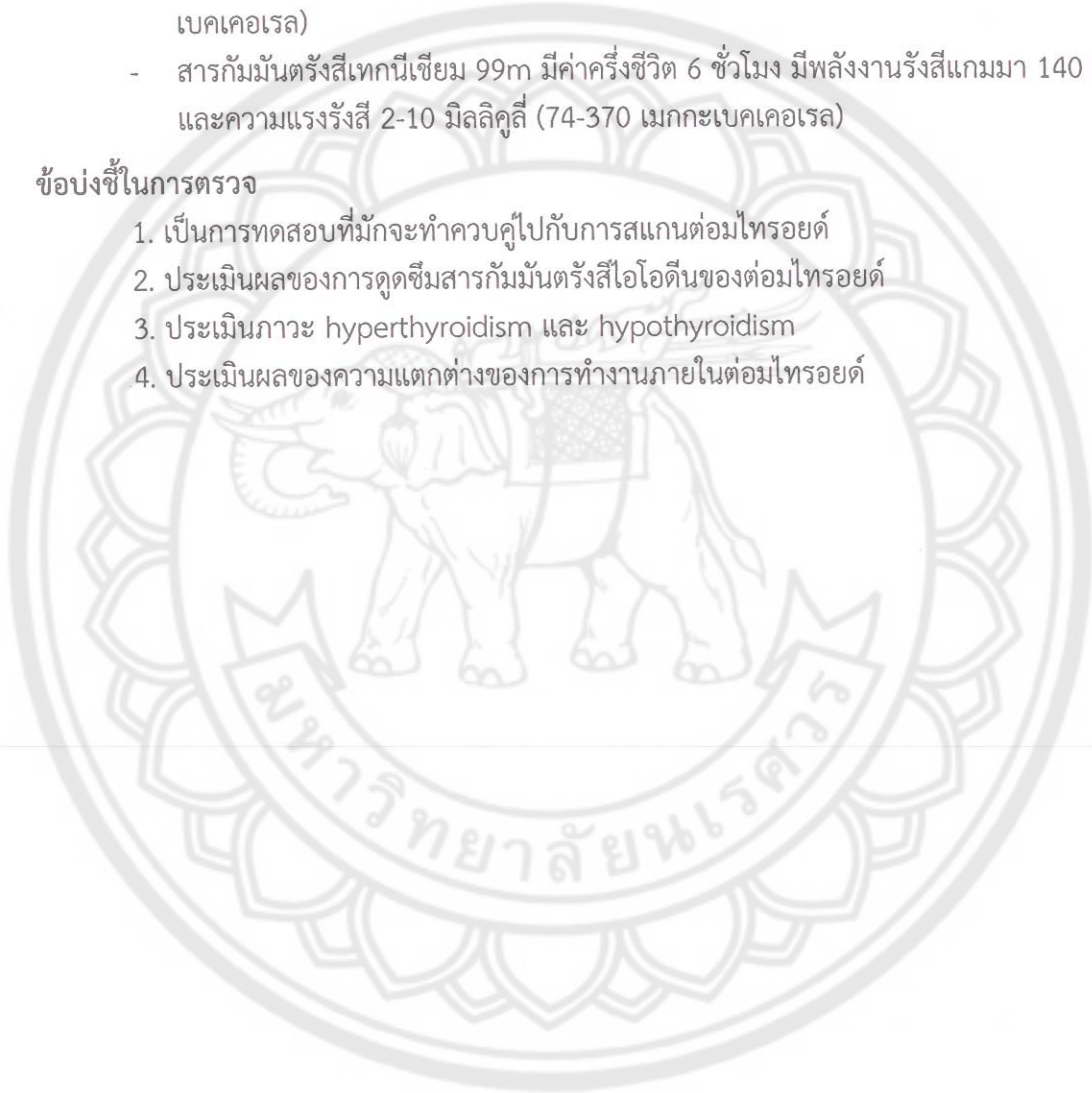 เบคเคอเรล)
- สารกัมมันตรังสีเทกนีเชียม 99m มีค่าครึ่งชีวิต 6 ชั่วโมง มีพลังงานรังสีแกมมา 140
และความแรงรังสี 2-10 มิลลิคูลี่ (74-370 เมกกะเบคเคอเรล)
ข้อบ่งชี้ในการตรวจ
1. เป็นการทดสอบที่มักจะทำควบคู่ไปกับการสแกนต่อมไทรอยด์
2. ประเมินผลของการดูดซึมสารกัมมันตรังสีไอโอดีนของต่อมไทรอยด์
3. ประเมินภาวะ hyperthyroidism และ hypothyroidism
4. ประเมินผลของความแตกต่างของการทำงานภายในต่อมไทรอยด์
มหาวิทยาลัยนเรศวร